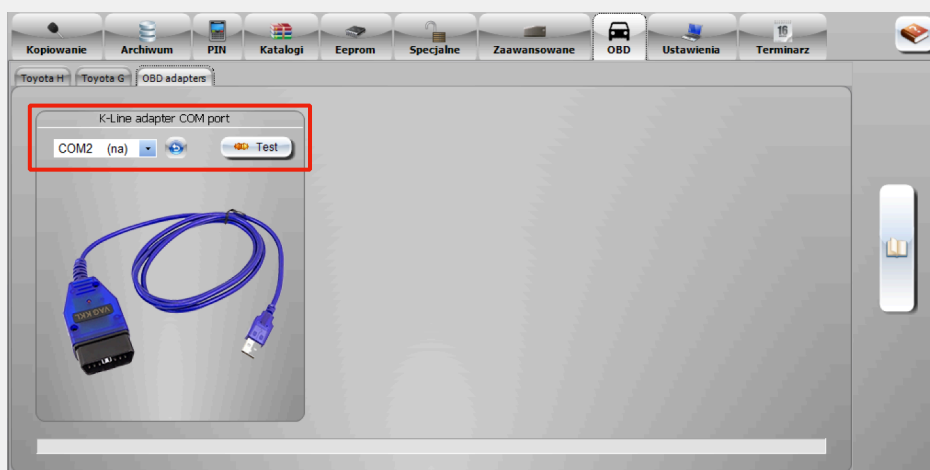 Kopiowanie Archiwum PIN Katalogi Eeprom Specjalne Zaawansowane OBD Ustawienia Terminarz
16
Toyota H Toyota G OBD adapters
K-Line adapter COM port
COM2 (na) Test
VAG KKL